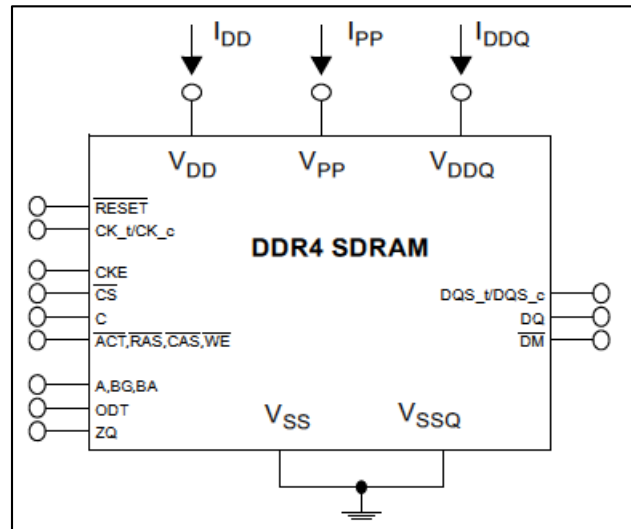 IDD IPP IDDQ
VDD VPP VDDQ
RESET
CK_t/CK_c
DDR4 SDRAM
CKE
CS
C
ACT,RAS,CAS,WE
DQS_t/DQS_c
DQ
DM
A,BG,BA
ODT
ZQ
VSS VSSQ